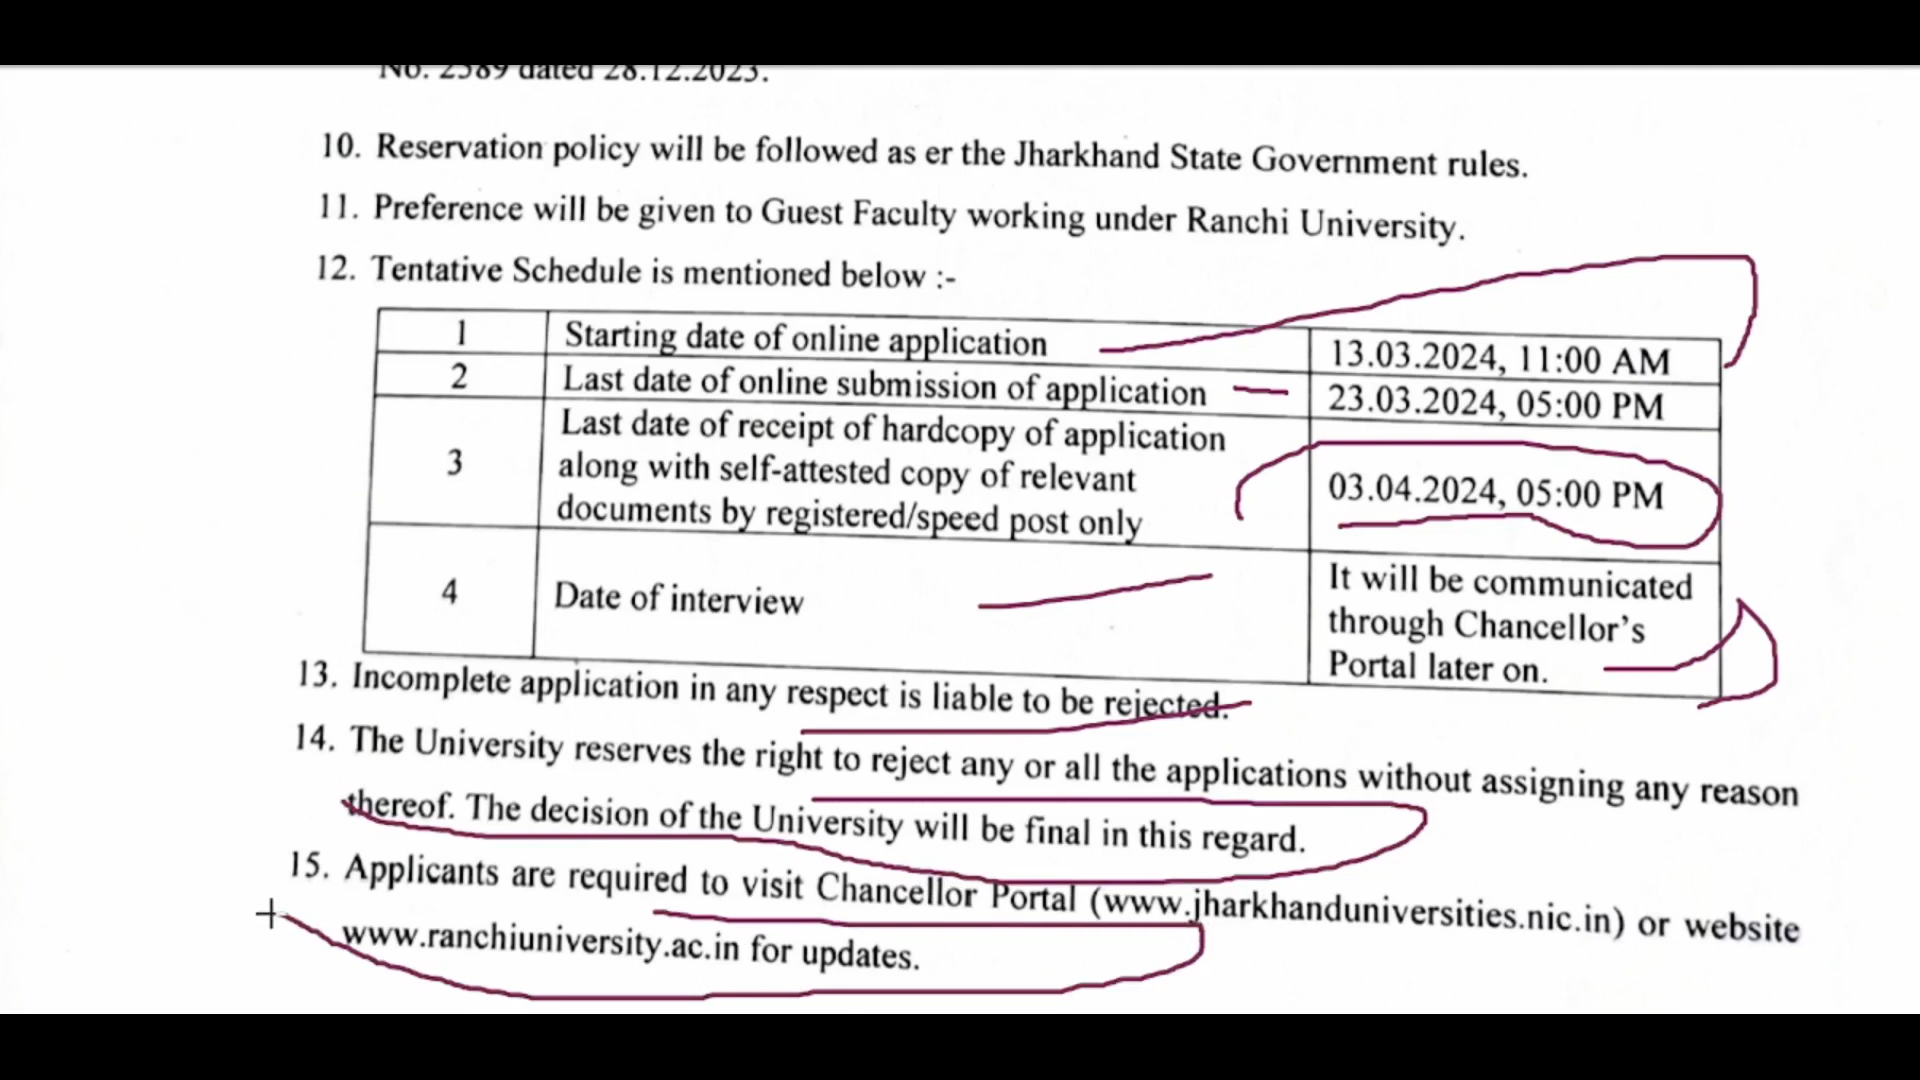 No. 2589 dated 28.12.2023.
10. Reservation policy will be followed as er the Jharkhand State Government rules.
11. Preference will be given to Guest Faculty working under Ranchi University.
12. Tentative Schedule is mentioned below :-
1 Starting date of online application 13.03.2024, 11:00 AM
2 Last date of online submission of application 23.03.2024, 05:00 PM
3 Last date of receipt of hardcopy of application
along with self-attested copy of relevant
documents by registered/speed post only
03.04.2024, 05:00 PM
4 Date of interview
It will be communicated
through Chancellor's
Portal later on.
13. Incomplete application in any respect is liable to be rejected.
14. The University reserves the right to reject any or all the applications without assigning any reason
thereof. The decision of the University will be final in this regard.
15. Applicants are required to visit Chancellor Portal (www.jharkhanduniversities.nic.in) or website
www.ranchiuniversity.ac.in for updates.